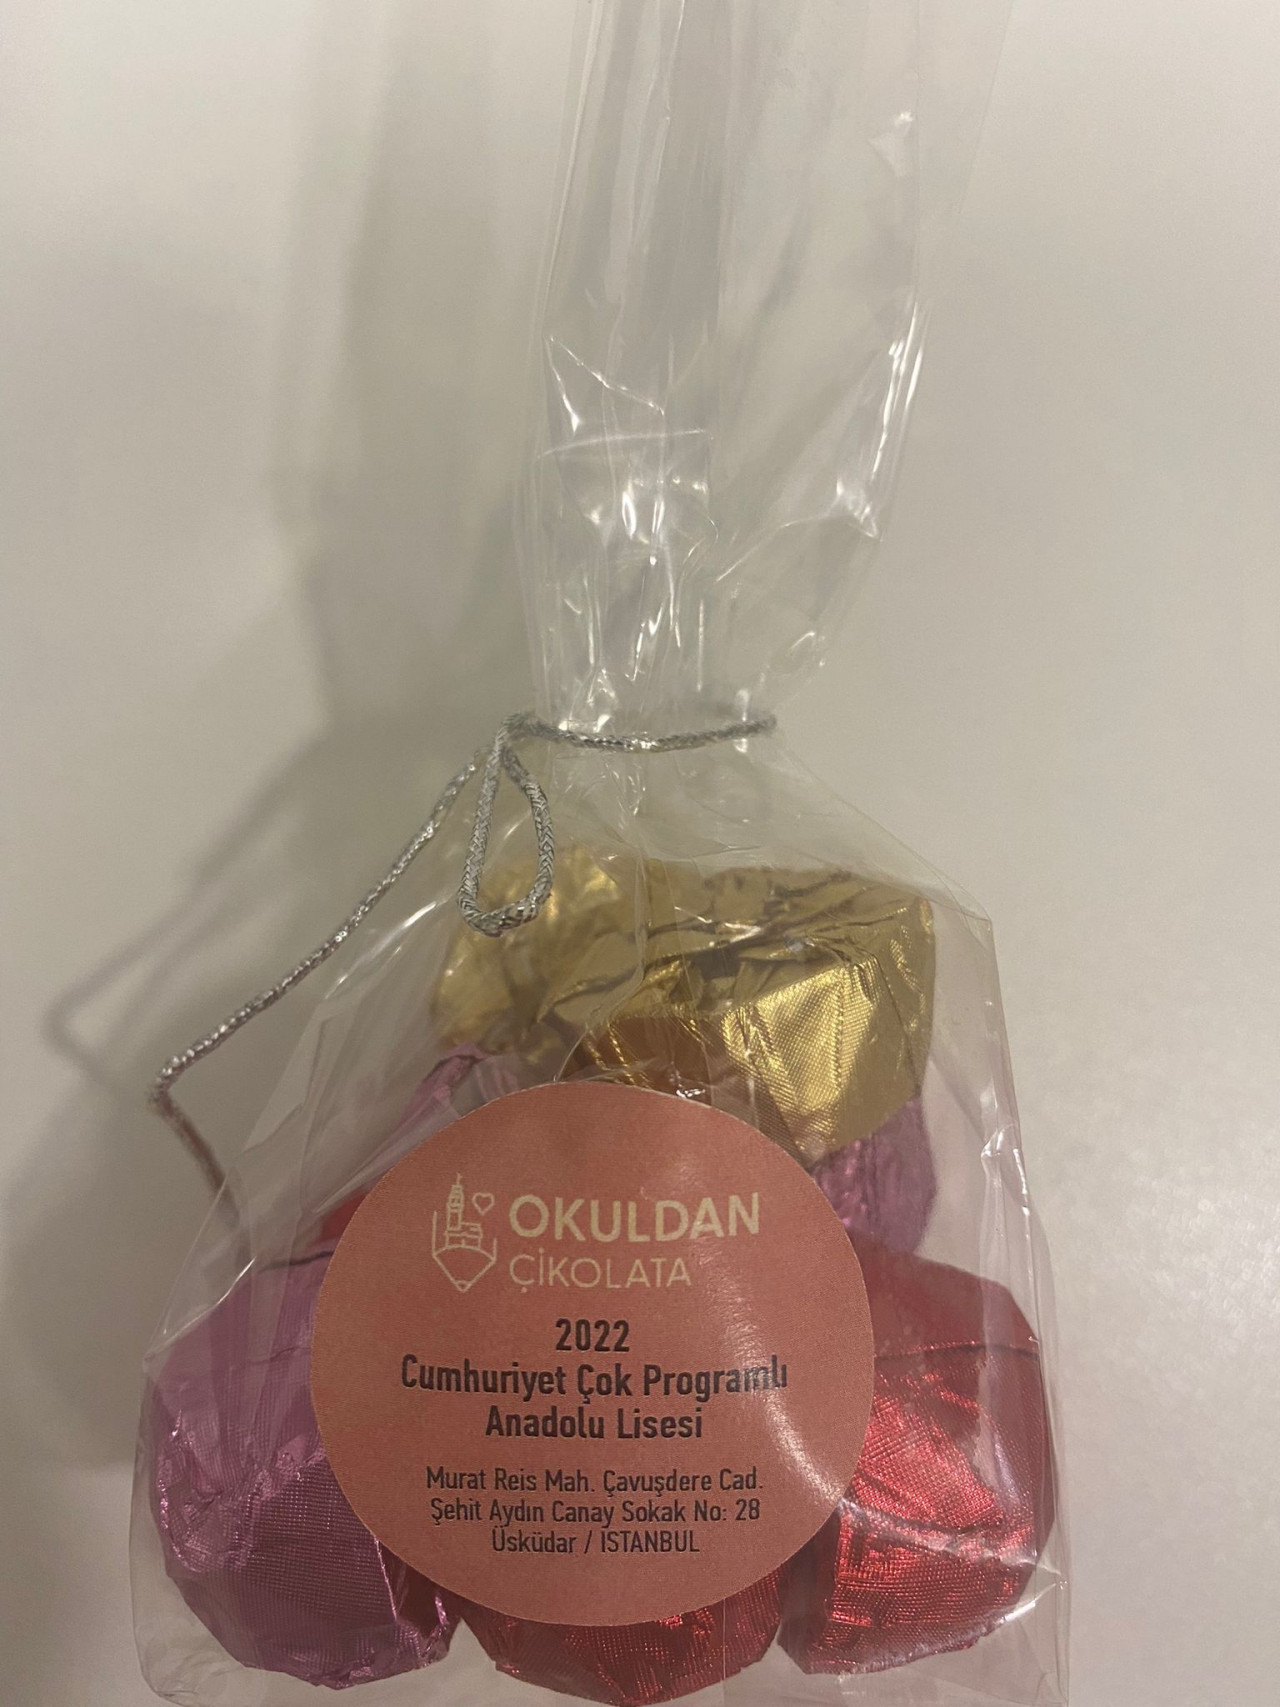 OKULDAN
ÇİKOLATA
2022
Cumhuriyet Çok Programlı
Anadolu Lisesi
Murat Reis Mah. Çavuşdere Cad.
Şehit Aydın Canay Sokak No: 28
Üsküdar / İSTANBUL